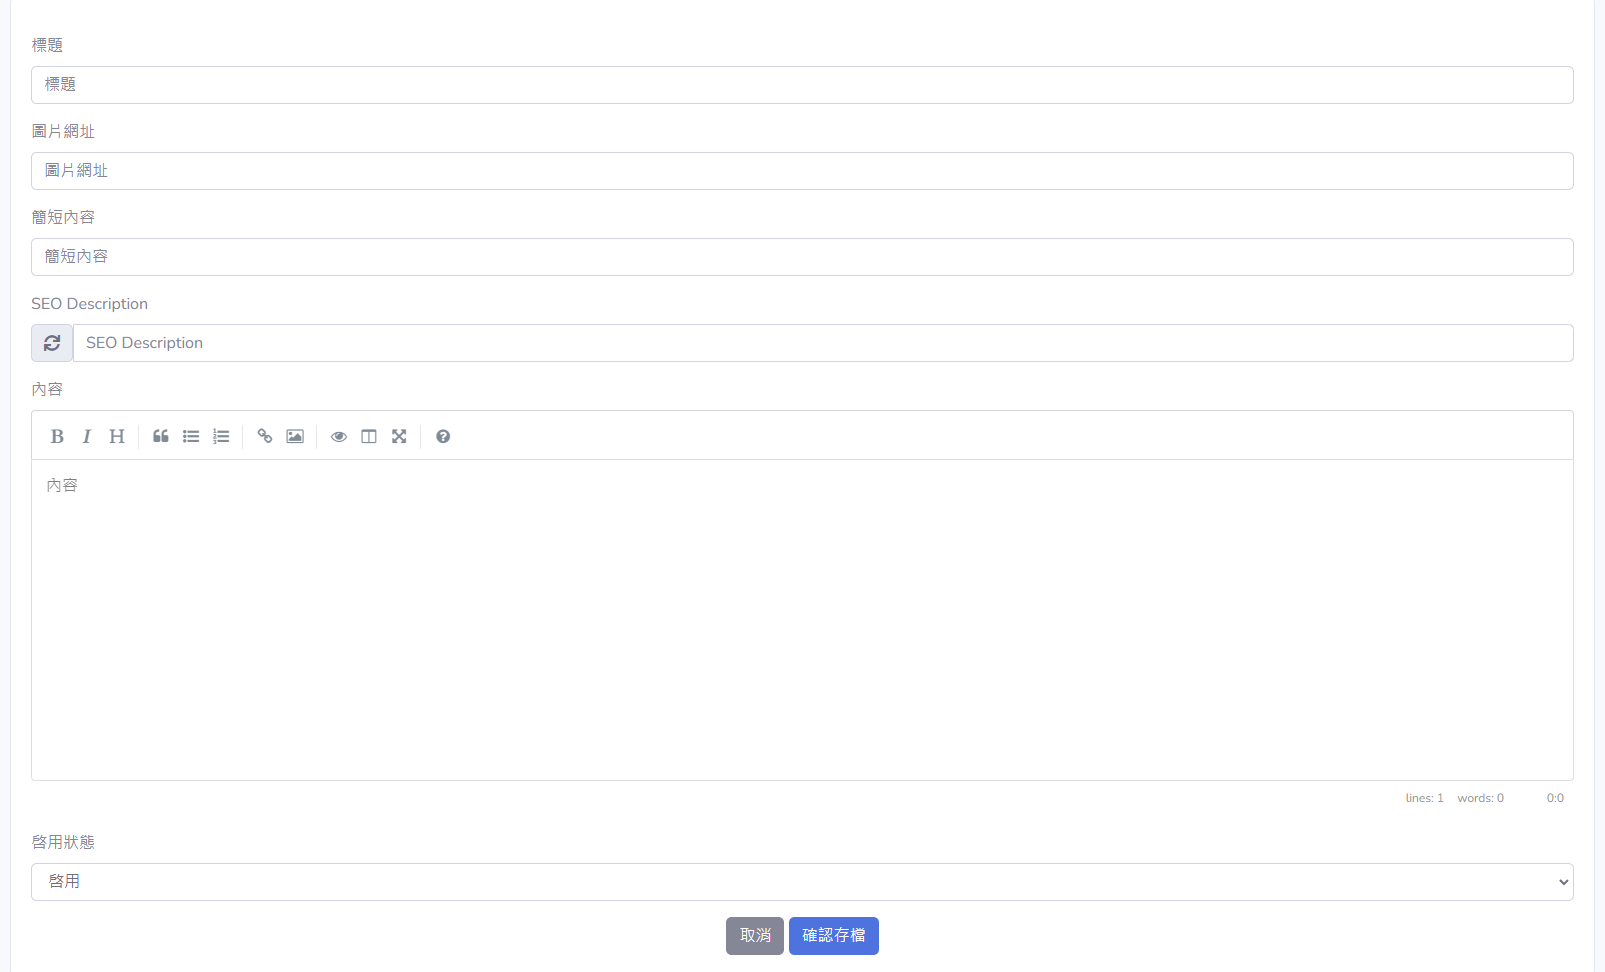 標題
標題
圖片網址
圖片網址
簡短內容
簡短內容
SEO Description
SEO Description
內容
B I H
內容
lines: 1 words: 0 0:0
啓用狀態
啓用
取消 確認存檔